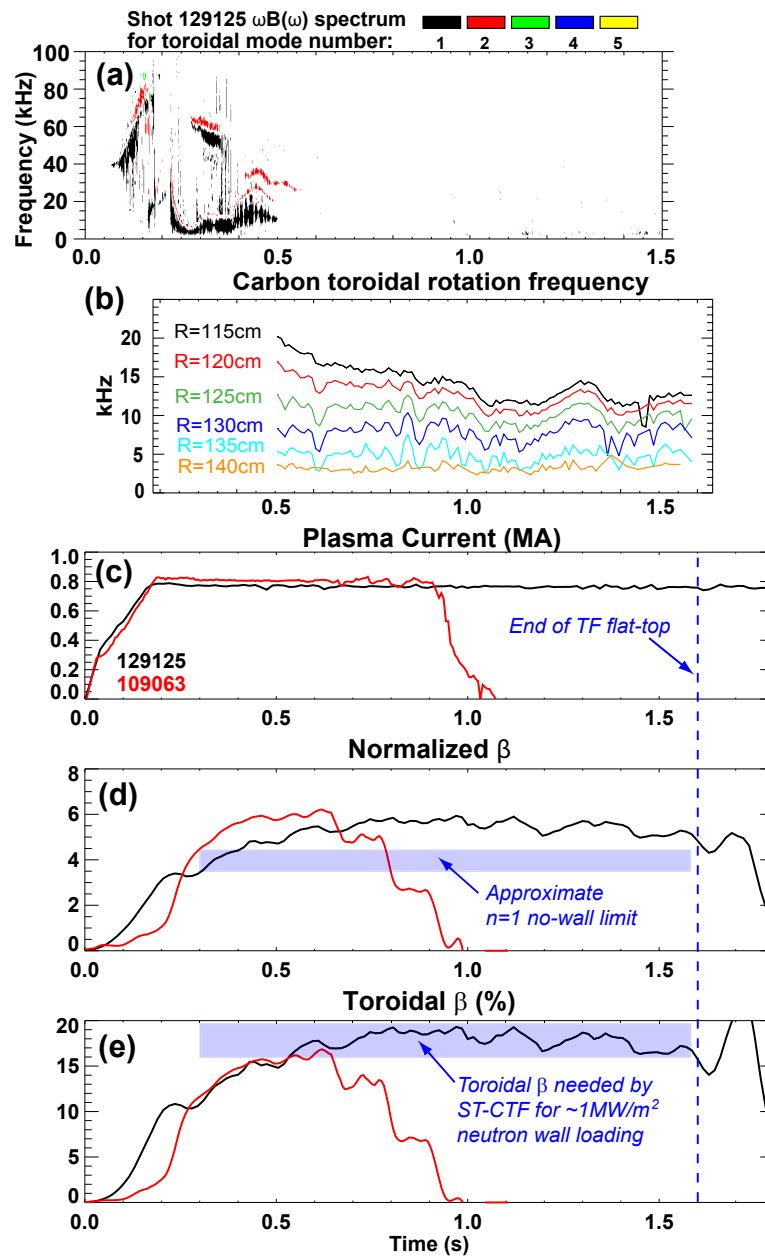 Shot 129125 ωB(ω) spectrum
for toroidal mode number:
1 2 3 4 5
(a)
Frequency (kHz)
100
80
60
40
20
0
0.0 0.5 1.0 1.5
Carbon toroidal rotation frequency
(b)
kHz
20
15
10
5
0
R=115cm
R=120cm
R=125cm
R=130cm
R=135cm
R=140cm
0.5 1.0 1.5
Plasma Current (MA)
(c)
1.0
0.8
0.6
0.4
0.2
0.0
End of TF flat-top
129125
109063
0.0 0.5 1.0 1.5
Normalized β
(d)
8
6
4
2
0
Approximate
n=1 no-wall limit
0.0 0.5 1.0 1.5
Toroidal β (%)
(e)
20
15
10
5
0
Toroidal β needed by
ST-CTF for ~1MW/m²
neutron wall loading
0.0 0.5 1.0 1.5
Time (s)